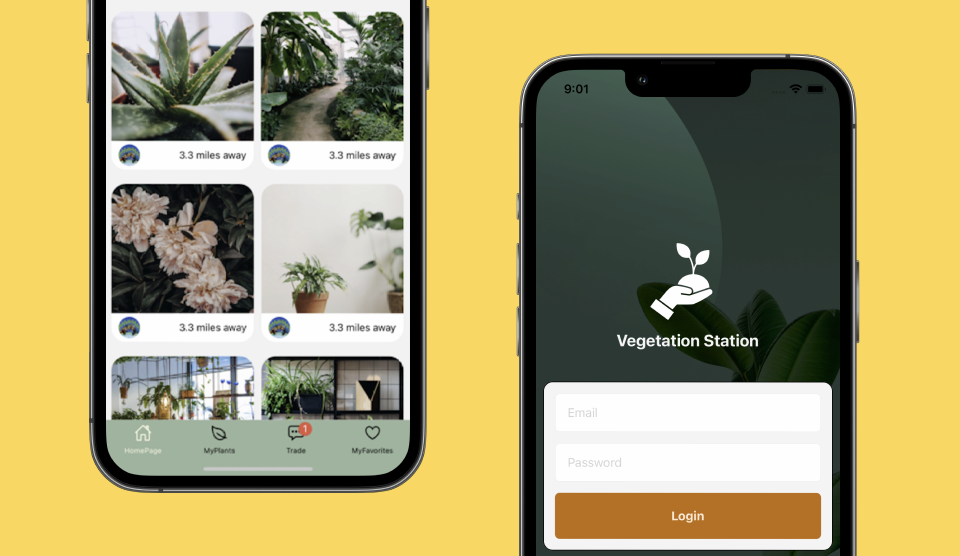 3.3 miles away
3.3 miles away
3.3 miles away
3.3 miles away
HomePage
MyPlants
1
Trade
MyFavorites
9:01
Vegetation Station
Email
Password
Login